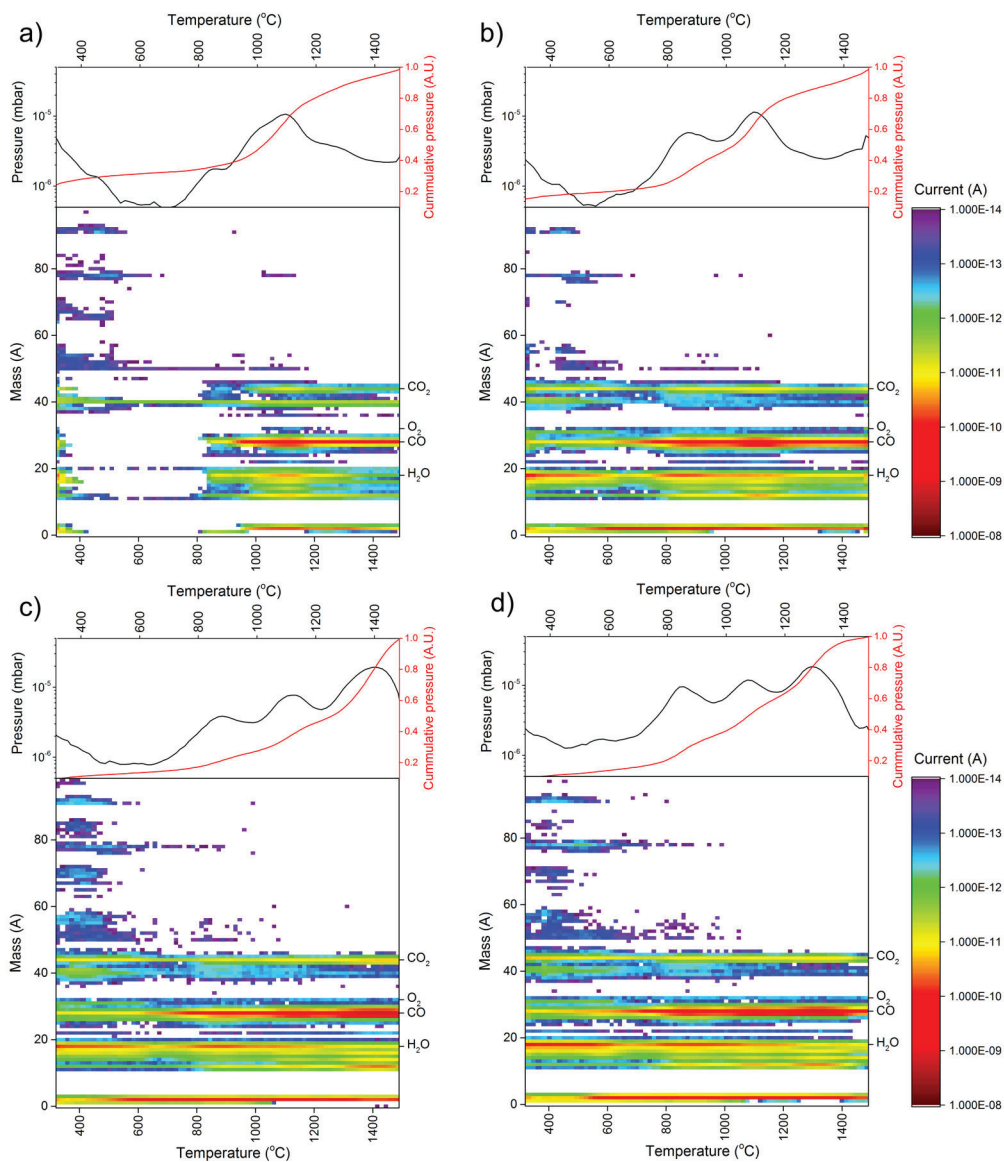 Temperature (°C)
Temperature (°C)
a)
b)
400 600 800 1000 1200 1400
400 600 800 1000 1200 1400
Pressure (mbar)
10⁻⁵
10⁻⁶
1.0
0.8
0.6
0.4
0.2
Cummulative pressure (A.U.)
Pressure (mbar)
10⁻⁵
10⁻⁶
1.0
0.8
0.6
0.4
0.2
Cummulative pressure (A.U.)
Mass (A)
80
60
40
20
0
CO₂
O₂
CO
H₂O
Mass (A)
80
60
40
20
0
CO₂
O₂
CO
H₂O
Current (A)
1.000E-14
1.000E-13
1.000E-12
1.000E-11
1.000E-10
1.000E-09
1.000E-08
400 600 800 1000 1200 1400
400 600 800 1000 1200 1400
Temperature (°C)
Temperature (°C)
c)
d)
400 600 800 1000 1200 1400
400 600 800 1000 1200 1400
Pressure (mbar)
10⁻⁵
10⁻⁶
1.0
0.8
0.6
0.4
0.2
Cummulative pressure (A.U.)
Pressure (mbar)
10⁻⁵
10⁻⁶
1.0
0.8
0.6
0.4
0.2
Cummulative pressure (A.U.)
Mass (A)
80
60
40
20
0
CO₂
O₂
CO
H₂O
Mass (A)
80
60
40
20
0
CO₂
O₂
CO
H₂O
Current (A)
1.000E-14
1.000E-13
1.000E-12
1.000E-11
1.000E-10
1.000E-09
1.000E-08
400 600 800 1000 1200 1400
400 600 800 1000 1200 1400
Temperature (°C)
Temperature (°C)